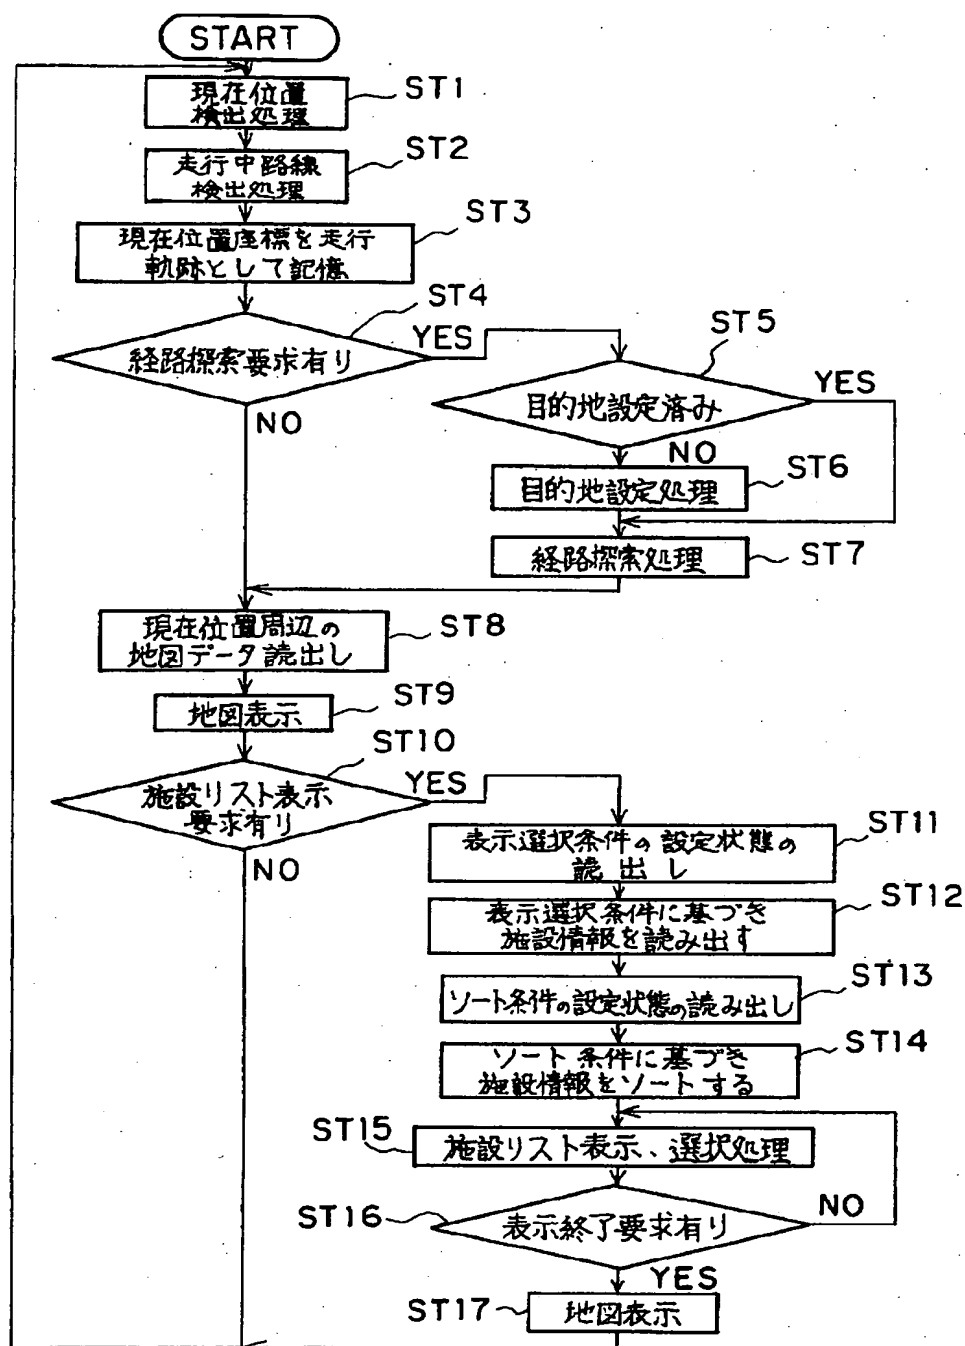 START
ST1
現在位置
検出処理
ST2
走行中路線
検出処理
ST3
現在位置座標を走行
軌跡として記憶
ST4
経路探索要求有り
YES
NO
ST5
目的地設定済み
YES
NO
ST6
目的地設定処理
ST7
経路探索処理
ST8
現在位置周辺の
地図データ読出し
ST9
地図表示
ST10
施設リスト表示
要求有り
YES
NO
ST11
表示選択条件の設定状態の
読出し
ST12
表示選択条件に基づき
施設情報を読み出す
ST13
ソート条件の設定状態の読み出し
ST14
ソート条件に基づき
施設情報をソートする
ST15
施設リスト表示、選択処理
ST16
表示終了要求有り
NO
YES
ST17
地図表示